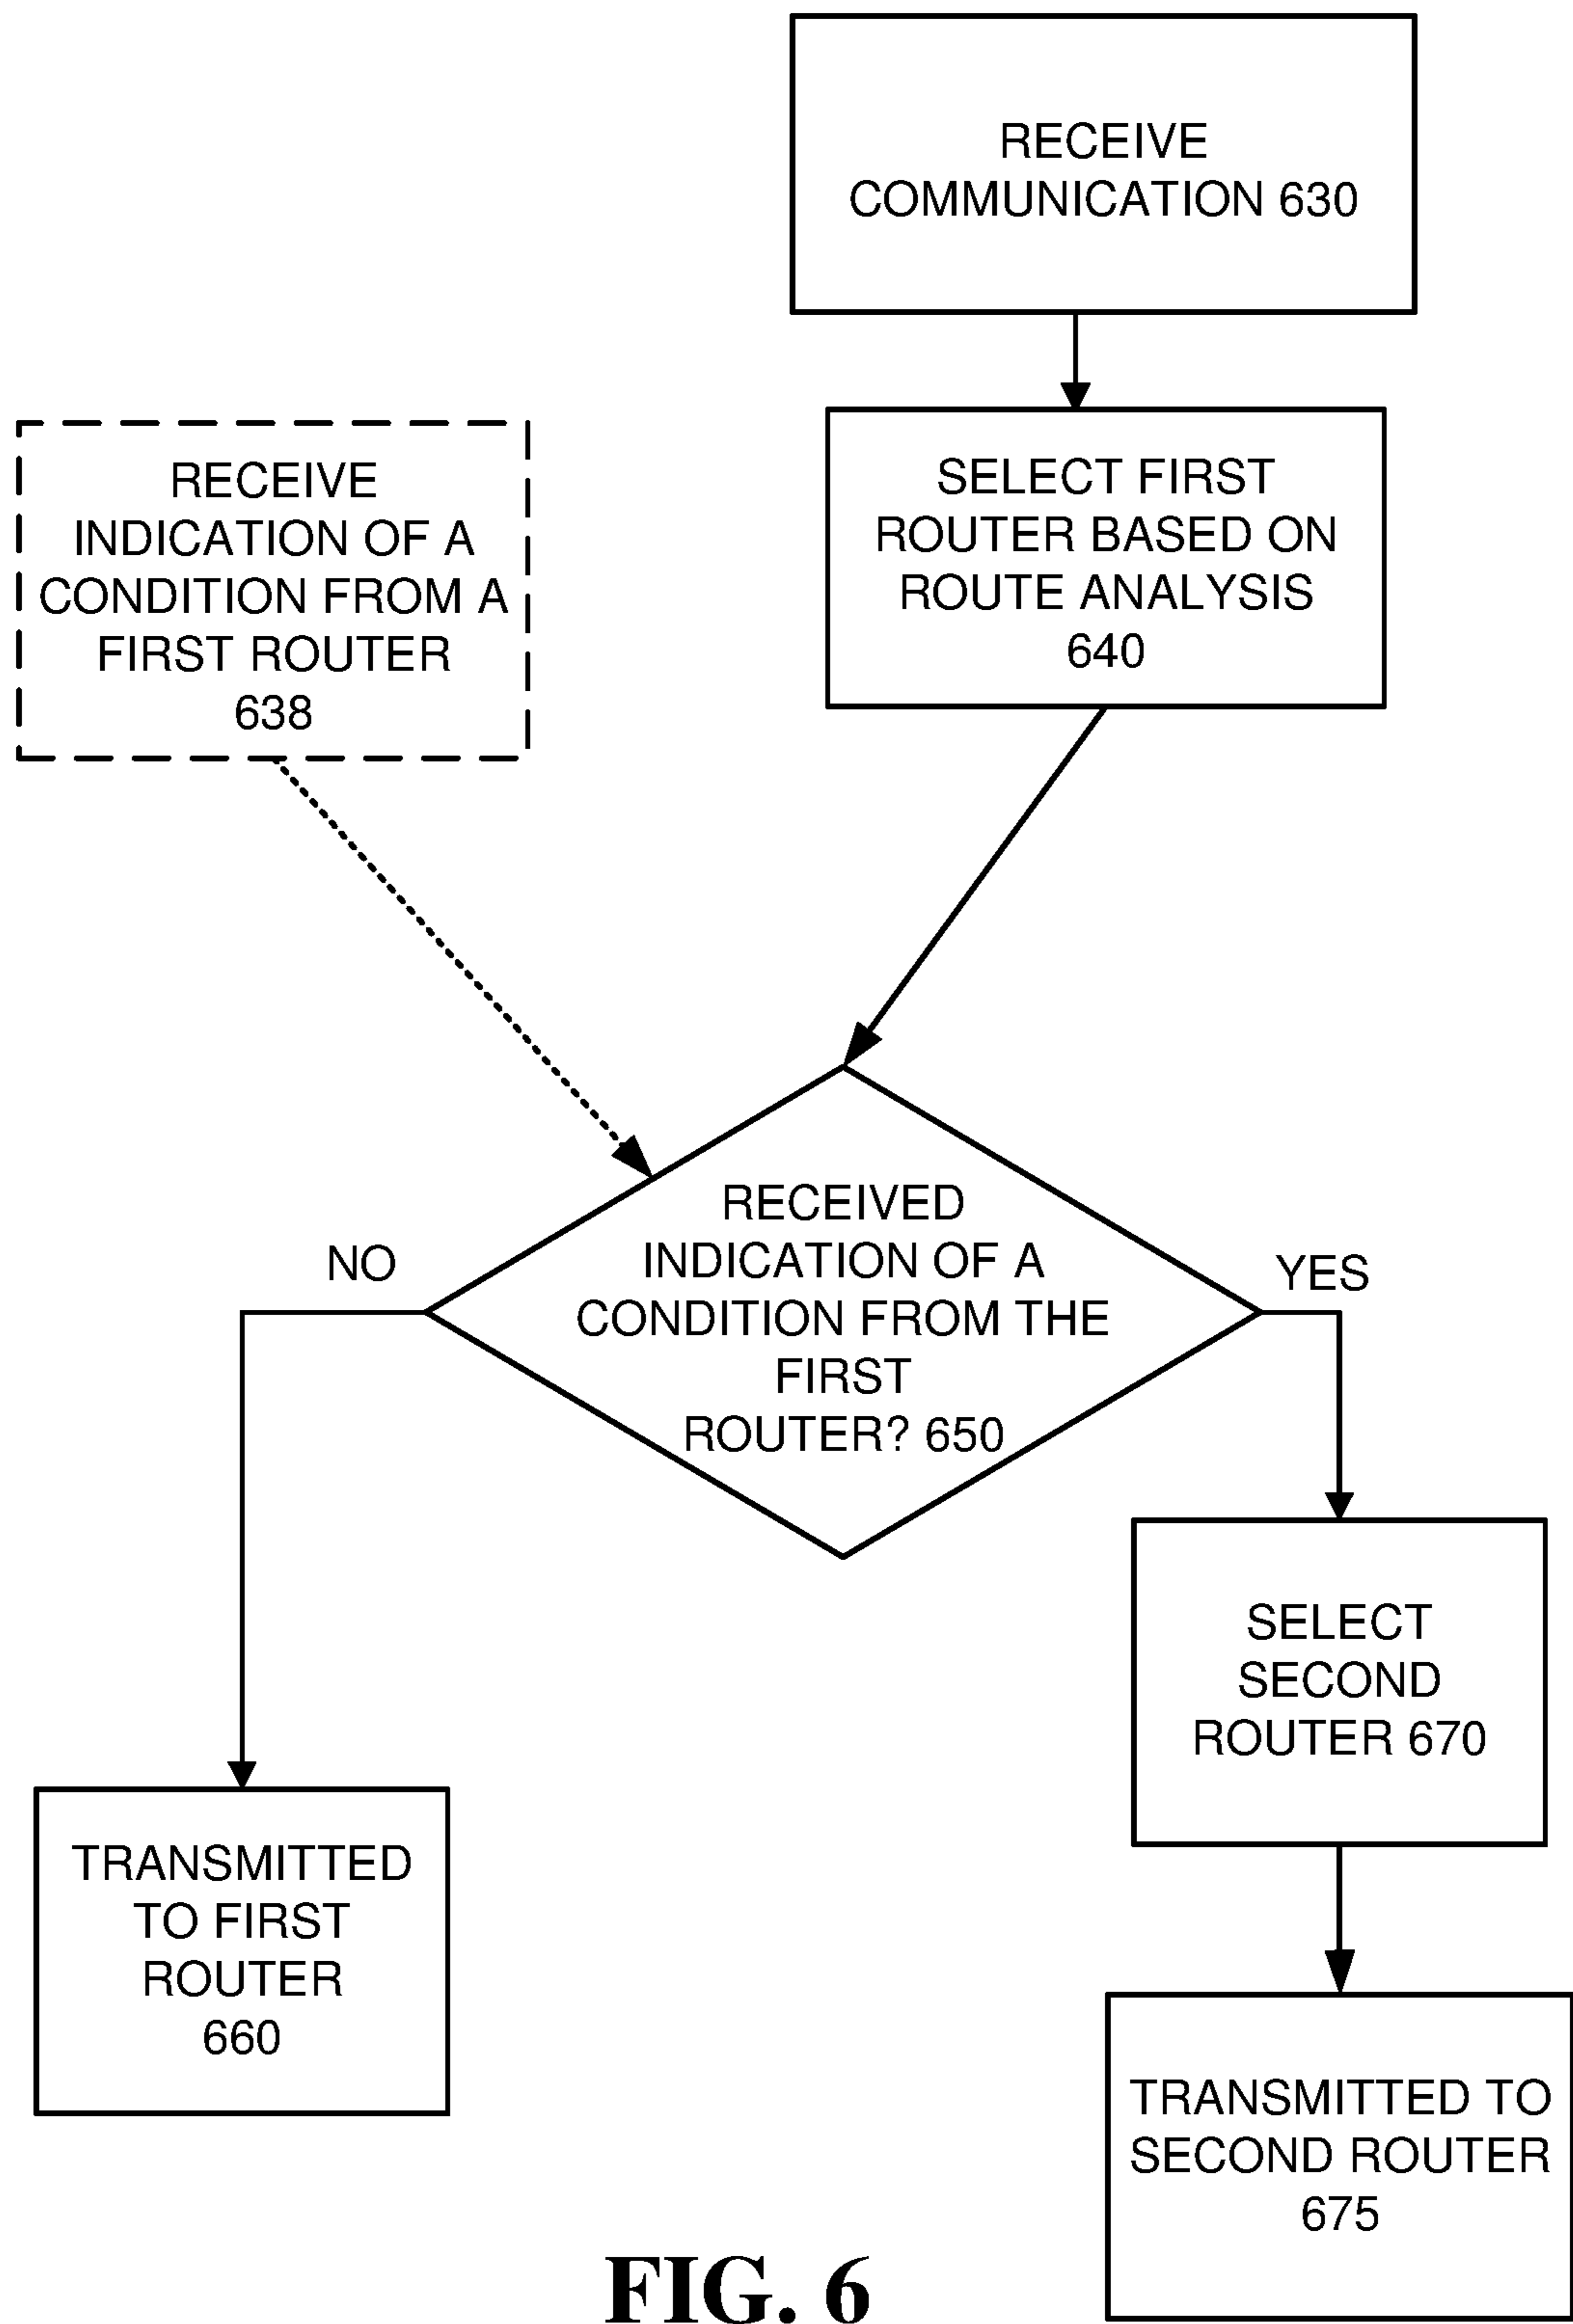 RECEIVE
COMMUNICATION 630
RECEIVE
INDICATION OF A
CONDITION FROM A
FIRST ROUTER
638
SELECT FIRST
ROUTER BASED ON
ROUTE ANALYSIS
640
RECEIVED
INDICATION OF A
CONDITION FROM THE
FIRST
ROUTER? 650
NO
YES
SELECT
SECOND
ROUTER 670
TRANSMITTED
TO FIRST
ROUTER
660
TRANSMITTED TO
SECOND ROUTER
675
FIG. 6